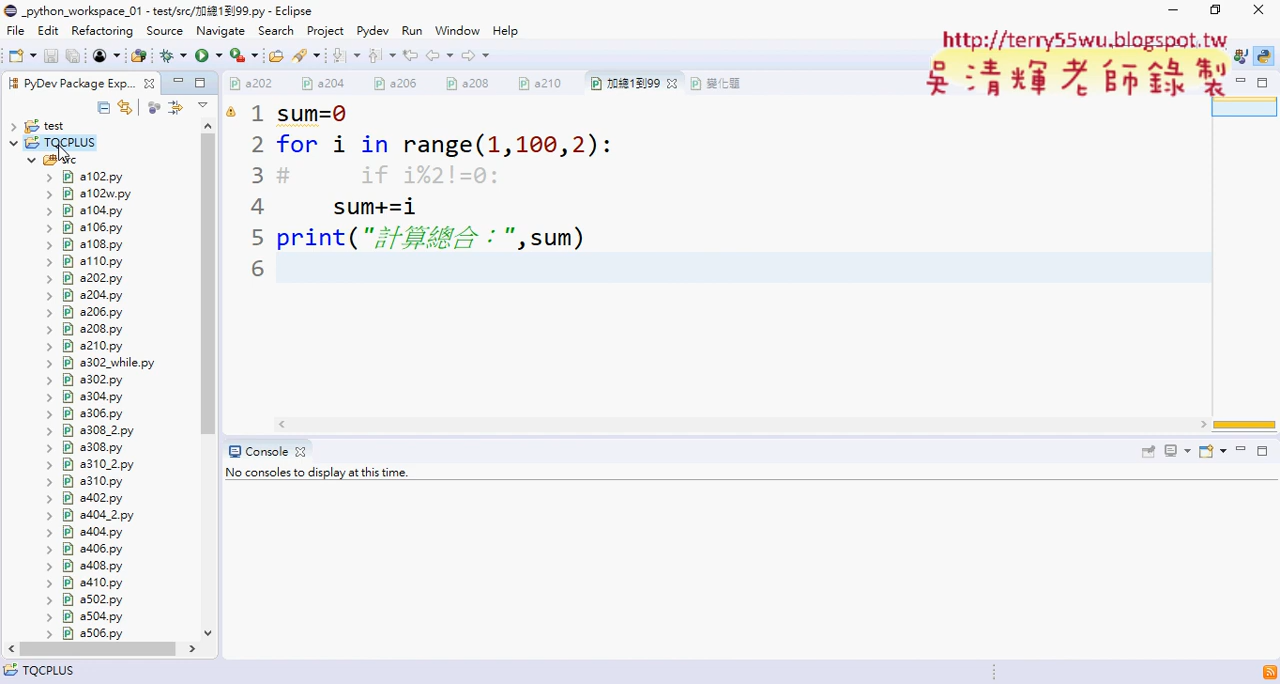 _python_workspace_01 - test/src/加總1到99.py - Eclipse
File Edit Refactoring Source Navigate Search Project Pydev Run Window Help
http://terry55wu.blogspot.tw
吳清輝老師錄製
PyDev Package Exp...
a202 a204 a206 a208 a210 加總1到99 變化題
test
TQCPLUS
src
a102.py
a102w.py
a104.py
a106.py
a108.py
a110.py
a202.py
a204.py
a206.py
a208.py
a210.py
a302_while.py
a302.py
a304.py
a306.py
a308_2.py
a308.py
a310_2.py
a310.py
a402.py
a404_2.py
a404.py
a406.py
a408.py
a410.py
a502.py
a504.py
a506.py
1 sum=0
2 for i in range(1,100,2):
3 #     if i%2!=0:
4     sum+=i
5 print("計算總合：",sum)
6
Console
No consoles to display at this time.
TQCPLUS